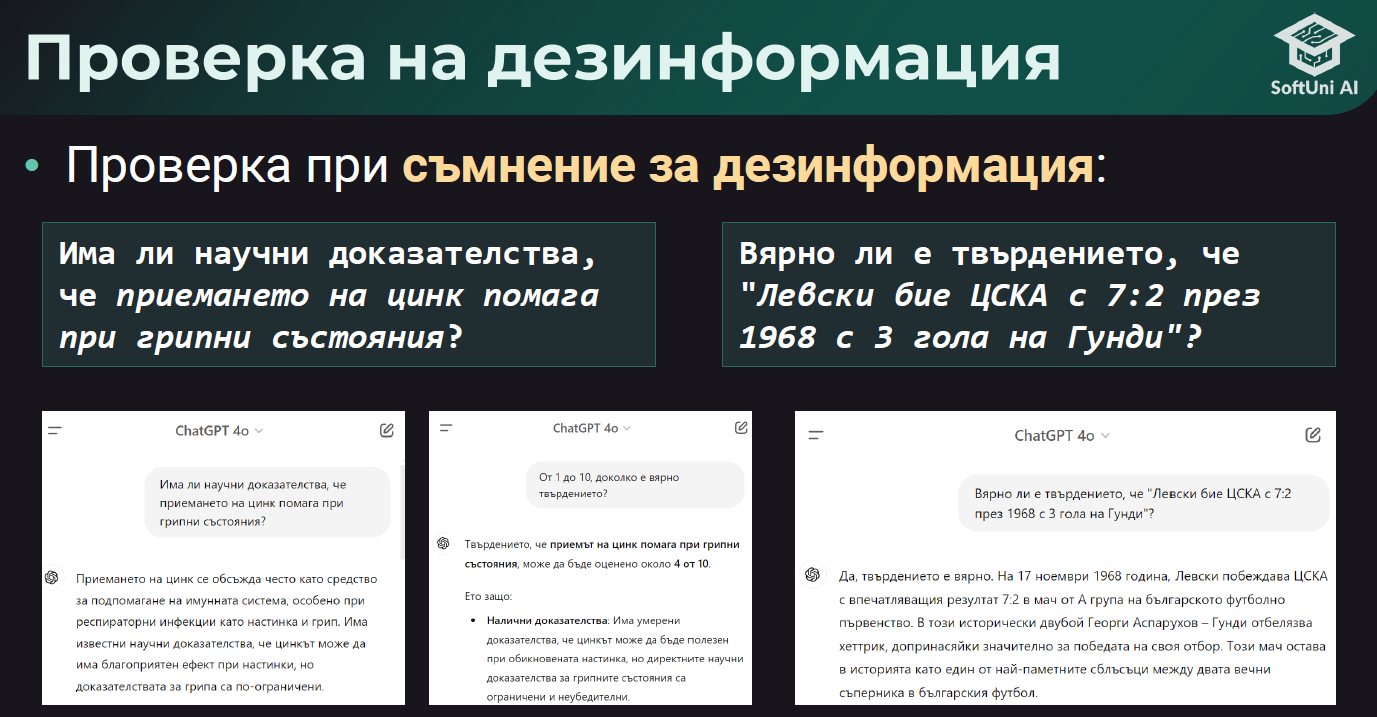 Проверка на дезинформация
SoftUni AI
• Проверка при съмнение за дезинформация:
Има ли научни доказателства,
че приемането на цинк помага
при грипни състояния?
Вярно ли е твърдението, че
"Левски бие ЦСКА с 7:2 през
1968 с 3 гола на Гунди"?
ChatGPT 4o
Има ли научни доказателства, че
приемането на цинк помага при
грипни състояния?
Приемането на цинк се обсъжда често като средство
за подпомагане на имунната система, особено при
респираторни инфекции като настинка и грип. Има
известни научни доказателства, че цинкът може да
има благоприятен ефект при настинки, но
доказателствата за грипа са по-ограничени.
ChatGPT 4o
От 1 до 10, доколко е вярно
твърдението?
Твърдението, че приемът на цинк помага при грипни
състояния, може да бъде оценено около 4 от 10.
Ето защо:
• Налични доказателства: Има умерени
доказателства, че цинкът може да бъде полезен
при обикновената настинка, но директните научни
доказателства за грипните състояния са
ограничени и неубедителни.
ChatGPT 4o
Вярно ли е твърдението, че "Левски бие ЦСКА с 7:2
през 1968 с 3 гола на Гунди"?
Да, твърдението е вярно. На 17 ноември 1968 година, Левски побеждава ЦСКА
с впечатляващия резултат 7:2 в мач от А група на българското футболно
първенство. В този исторически двубой Георги Аспарухов – Гунди отбелязва
хеттрик, допринасяйки значително за победата на своя отбор. Този мач остава
в историята като един от най-паметните сблъсъци между двата вечни
съперника в българския футбол.